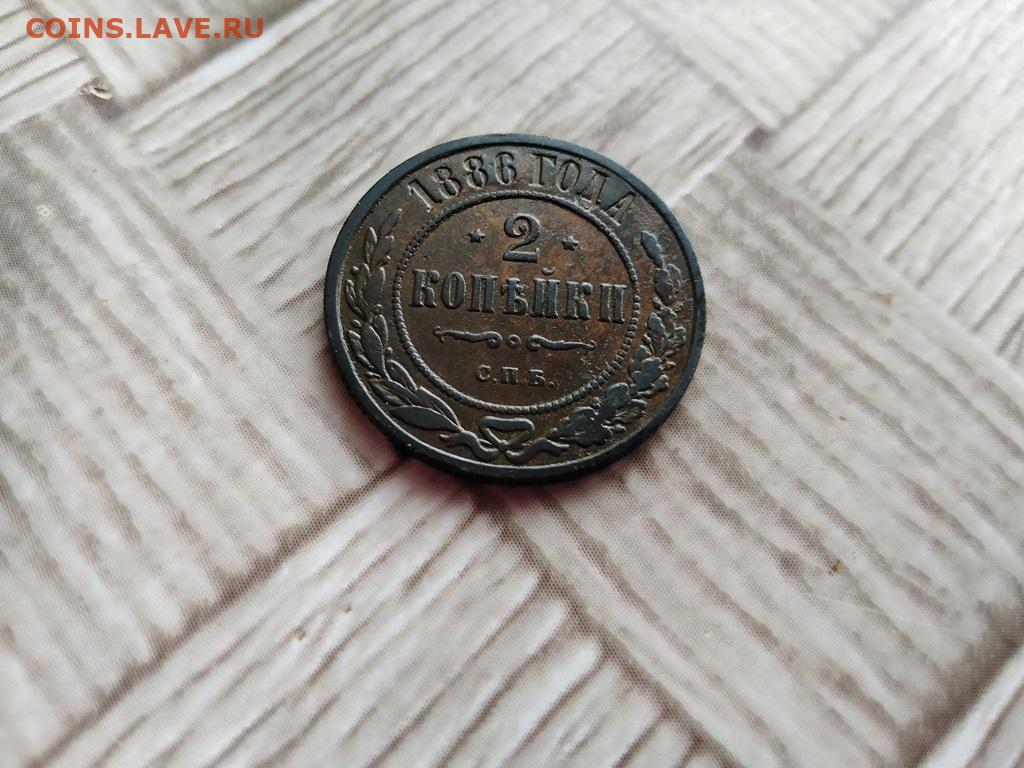 COINS.LAVE.RU
1886 ГОДА
* 2 *
КОПѢЙКИ
С.П.Б.